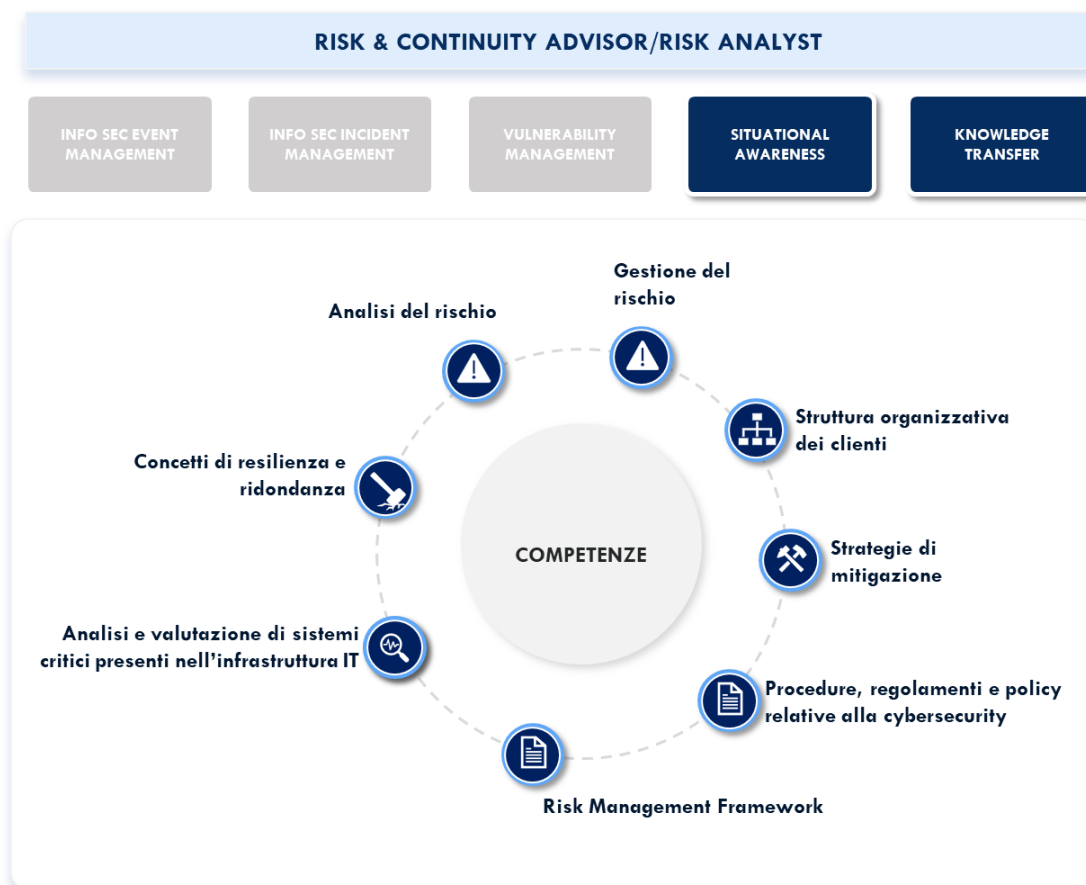 RISK & CONTINUITY ADVISOR/RISK ANALYST
INFO SEC EVENT
MANAGEMENT
INFO SEC INCIDENT
MANAGEMENT
VULNERABILITY
MANAGEMENT
SITUATIONAL
AWARENESS
KNOWLEDGE
TRANSFER
Gestione del
rischio
Analisi del rischio
Struttura organizzativa
dei clienti
Concetti di resilienza e
ridondanza
Strategie di
mitigazione
COMPETENZE
Analisi e valutazione di sistemi
critici presenti nell’infrastruttura IT
Procedure, regolamenti e policy
relative alla cybersecurity
Risk Management Framework